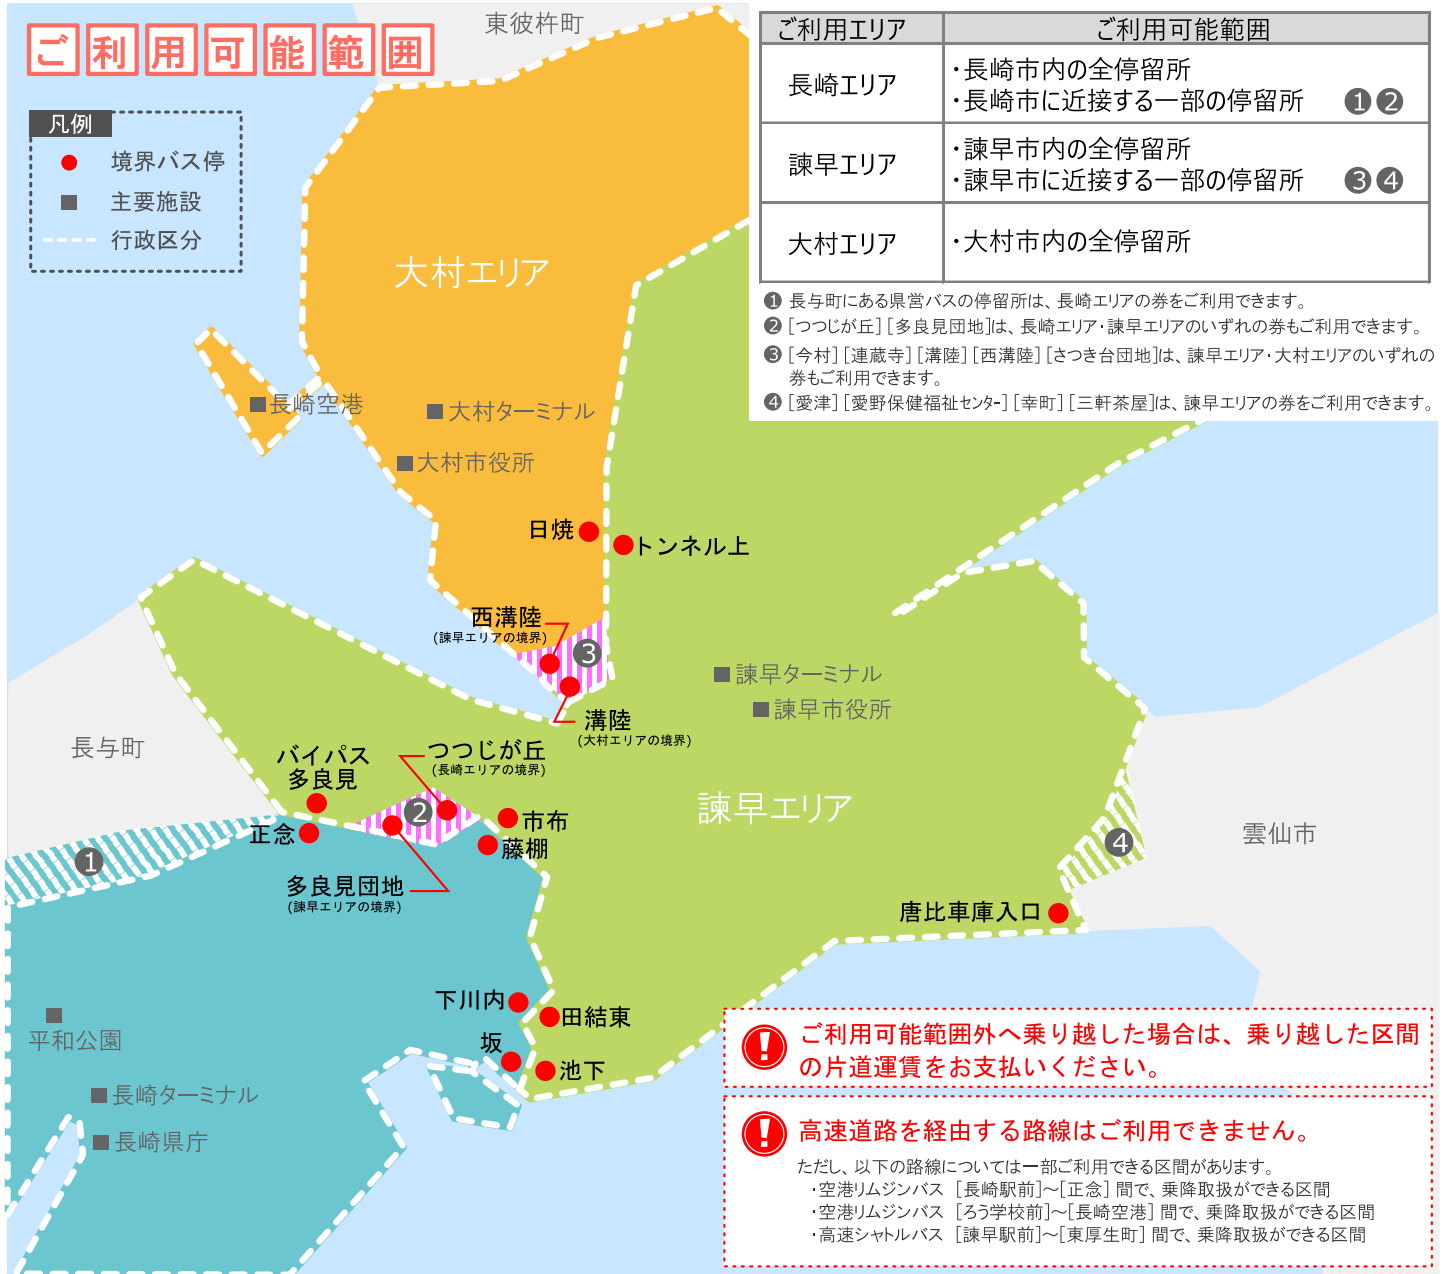 ご利用可能範囲
凡例
境界バス停
主要施設
行政区分
東彼杵町
ご利用エリア ご利用可能範囲
長崎エリア
・長崎市内の全停留所
・長崎市に近接する一部の停留所 ❶❷
諫早エリア
・諫早市内の全停留所
・諫早市に近接する一部の停留所 ❸❹
大村エリア
・大村市内の全停留所
❶ 長与町にある県営バスの停留所は、長崎エリアの券をご利用できます。
❷ [つつじが丘] [多良見団地]は、長崎エリア・諫早エリアのいずれの券もご利用できます。
❸ [今村] [連蔵寺] [溝陸] [西溝陸] [さつき台団地]は、諫早エリア・大村エリアのいずれの
券もご利用できます。
❹ [愛津] [愛野保健福祉センター] [幸町] [三軒茶屋]は、諫早エリアの券をご利用できます。
大村エリア
長崎空港
大村ターミナル
大村市役所
日焼
トンネル上
西溝陸
(諫早エリアの境界)
❸
溝陸
(大村エリアの境界)
諫早ターミナル
諫早市役所
長与町
バイパス
多良見
つつじが丘
(長崎エリアの境界)
❷
諫早エリア
正念
市布
藤棚
❶
❹
雲仙市
多良見団地
(諫早エリアの境界)
唐比車庫入口
下川内
田結東
坂
池下
平和公園
長崎ターミナル
長崎県庁
ご利用可能範囲外へ乗り越した場合は、乗り越した区間
の片道運賃をお支払いください。
高速道路を経由する路線はご利用できません。
ただし、以下の路線については一部ご利用できる区間があります。
・空港リムジンバス [長崎駅前]～[正念] 間で、乗降取扱ができる区間
・空港リムジンバス [ろう学校前]～[長崎空港] 間で、乗降取扱ができる区間
・高速シャトルバス [諫早駅前]～[東厚生町] 間で、乗降取扱ができる区間